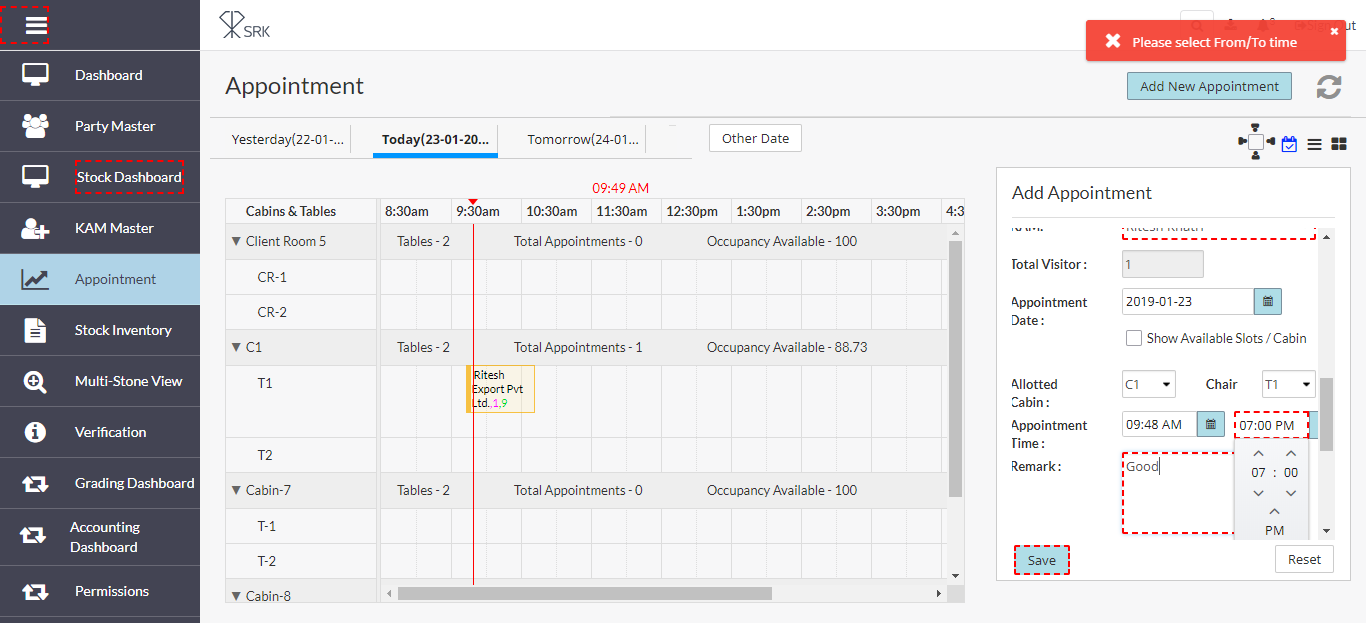 SRK
Sign out
Please select From/To time
Dashboard
Party Master
Stock Dashboard
KAM Master
Appointment
Stock Inventory
Multi-Stone View
Verification
Grading Dashboard
Accounting
Dashboard
Permissions
Appointment
Add New Appointment
Yesterday(22-01-...
Today(23-01-20...
Tomorrow(24-01...
Other Date
09:49 AM
Cabins & Tables
8:30am
9:30am
10:30am
11:30am
12:30pm
1:30pm
2:30pm
3:30pm
4:3
Client Room 5
Tables - 2
Total Appointments - 0
Occupancy Available - 100
CR-1
CR-2
C1
Tables - 2
Total Appointments - 1
Occupancy Available - 88.73
T1
Ritesh
Export Pvt
Ltd.,1,9
T2
Cabin-7
Tables - 2
Total Appointments - 0
Occupancy Available - 100
T-1
T-2
Cabin-8
Add Appointment
KAM:
Ritesh Khatri
Total Visitor :
1
Appointment
Date :
2019-01-23
Show Available Slots / Cabin
Allotted
Cabin :
C1
Chair
T1
Appointment
Time :
09:48 AM
07:00 PM
Remark :
Good
07 : 00
PM
Save
Reset